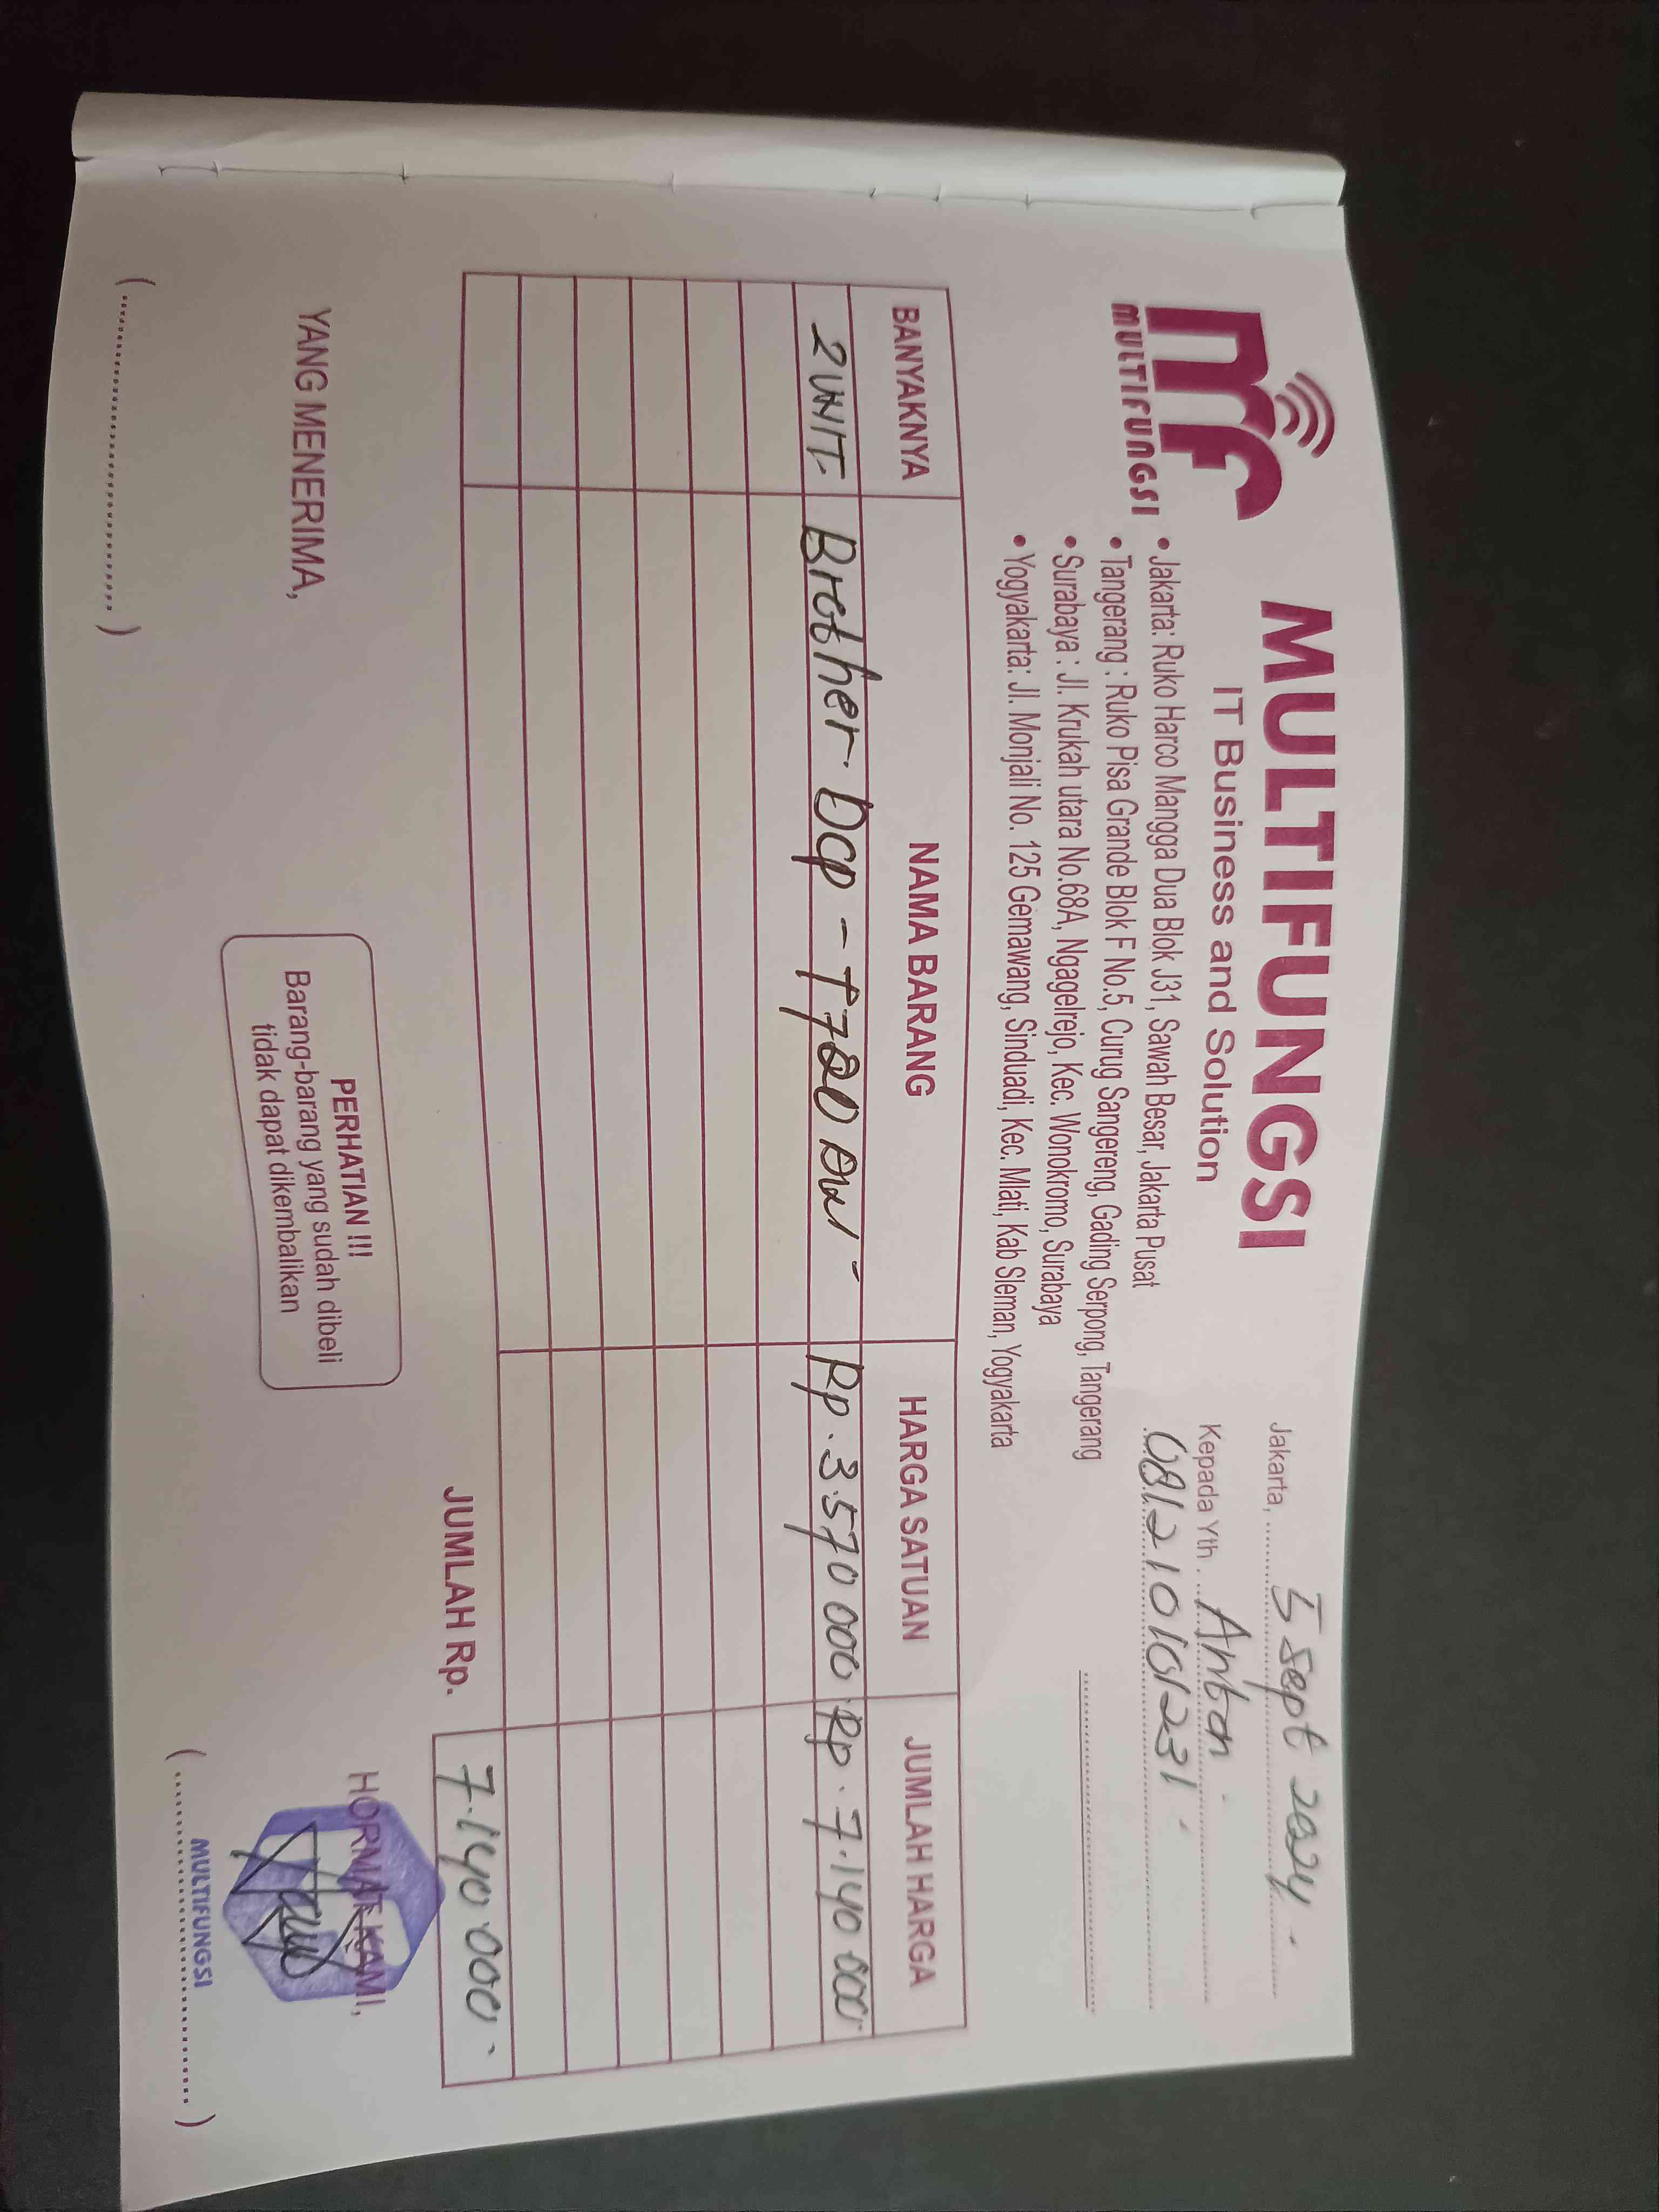 MULTIFUNGSI
MULTIFUNGSI
IT Business and Solution
• Jakarta: Ruko Harco Mangga Dua Blok J31, Sawah Besar, Jakarta Pusat
• Tangerang : Ruko Pisa Grande Blok F No.5, Curug Sangereng, Gading Serpong, Tangerang
• Surabaya : Jl. Krukah utara No.68A, Ngagelrejo, Kec. Wonokromo, Surabaya
• Yogyakarta: Jl. Monjali No. 125 Gemawang, Sinduadi, Kec. Mlati, Kab Sleman, Yogyakarta
Jakarta, 5 Sept 2024
Kepada Yth. Anton
081210101231
BANYAKNYA NAMA BARANG HARGA SATUAN JUMLAH HARGA
2 UNIT Brother Dcp - T720DW Rp. 3.570 000 Rp. 7.140 000
JUMLAH Rp. 7.140.000
YANG MENERIMA,
PERHATIAN !!!
Barang-barang yang sudah dibeli
tidak dapat dikembalikan
HORMAT KAMI,
MULTIFUNGSI